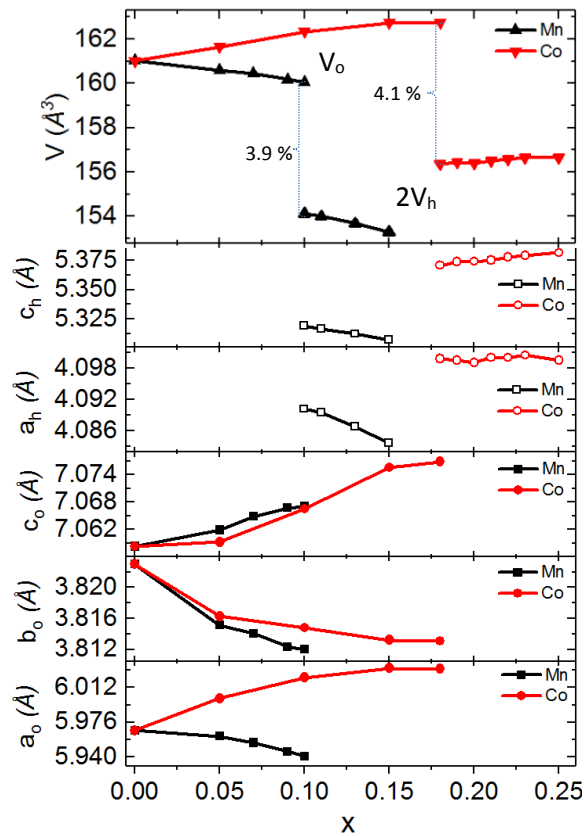 162
160
158
156
154
V (Å³)
Mn
Co
Vₒ
4.1 %
3.9 %
2Vₕ
5.375
5.350
5.325
cₕ (Å)
Mn
Co
4.098
4.092
4.086
aₕ (Å)
Mn
Co
7.074
7.068
7.062
cₒ (Å)
Mn
Co
3.820
3.816
3.812
bₒ (Å)
Mn
Co
6.012
5.976
5.940
aₒ (Å)
Mn
Co
0.00 0.05 0.10 0.15 0.20 0.25
x